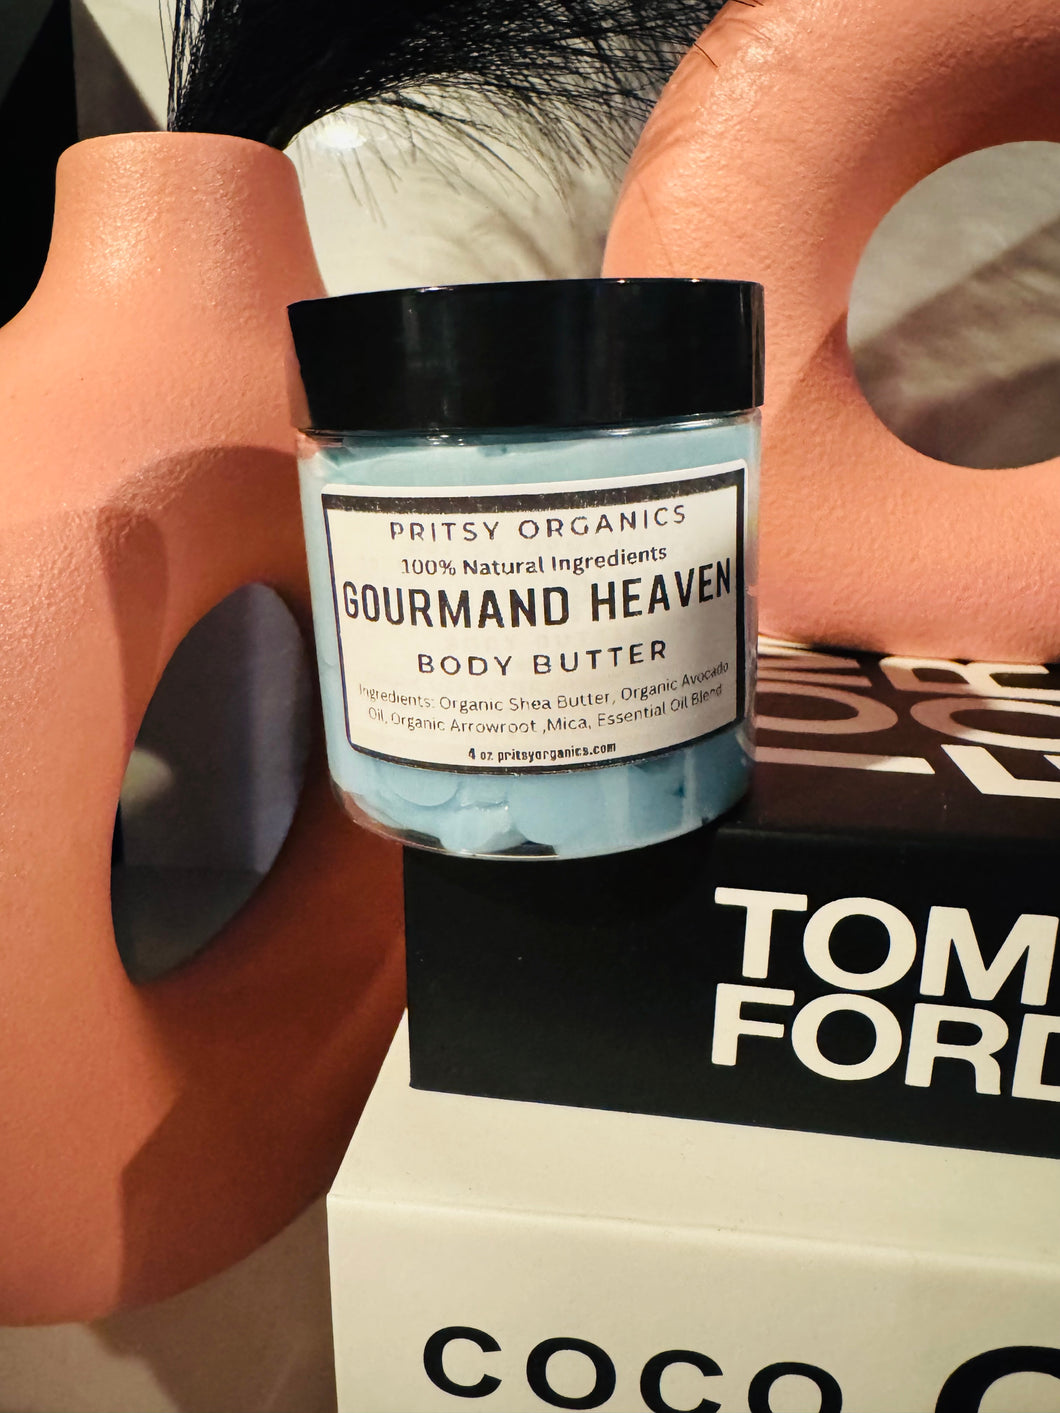 PRITSY ORGANICS
100% Natural Ingredients
GOURMAND HEAVEN
BODY BUTTER
Ingredients: Organic Shea Butter, Organic Avocado
Oil, Organic Arrowroot ,Mica, Essential Oil Blend
4 oz pritsyorganics.com
TOM
FORD
COCO